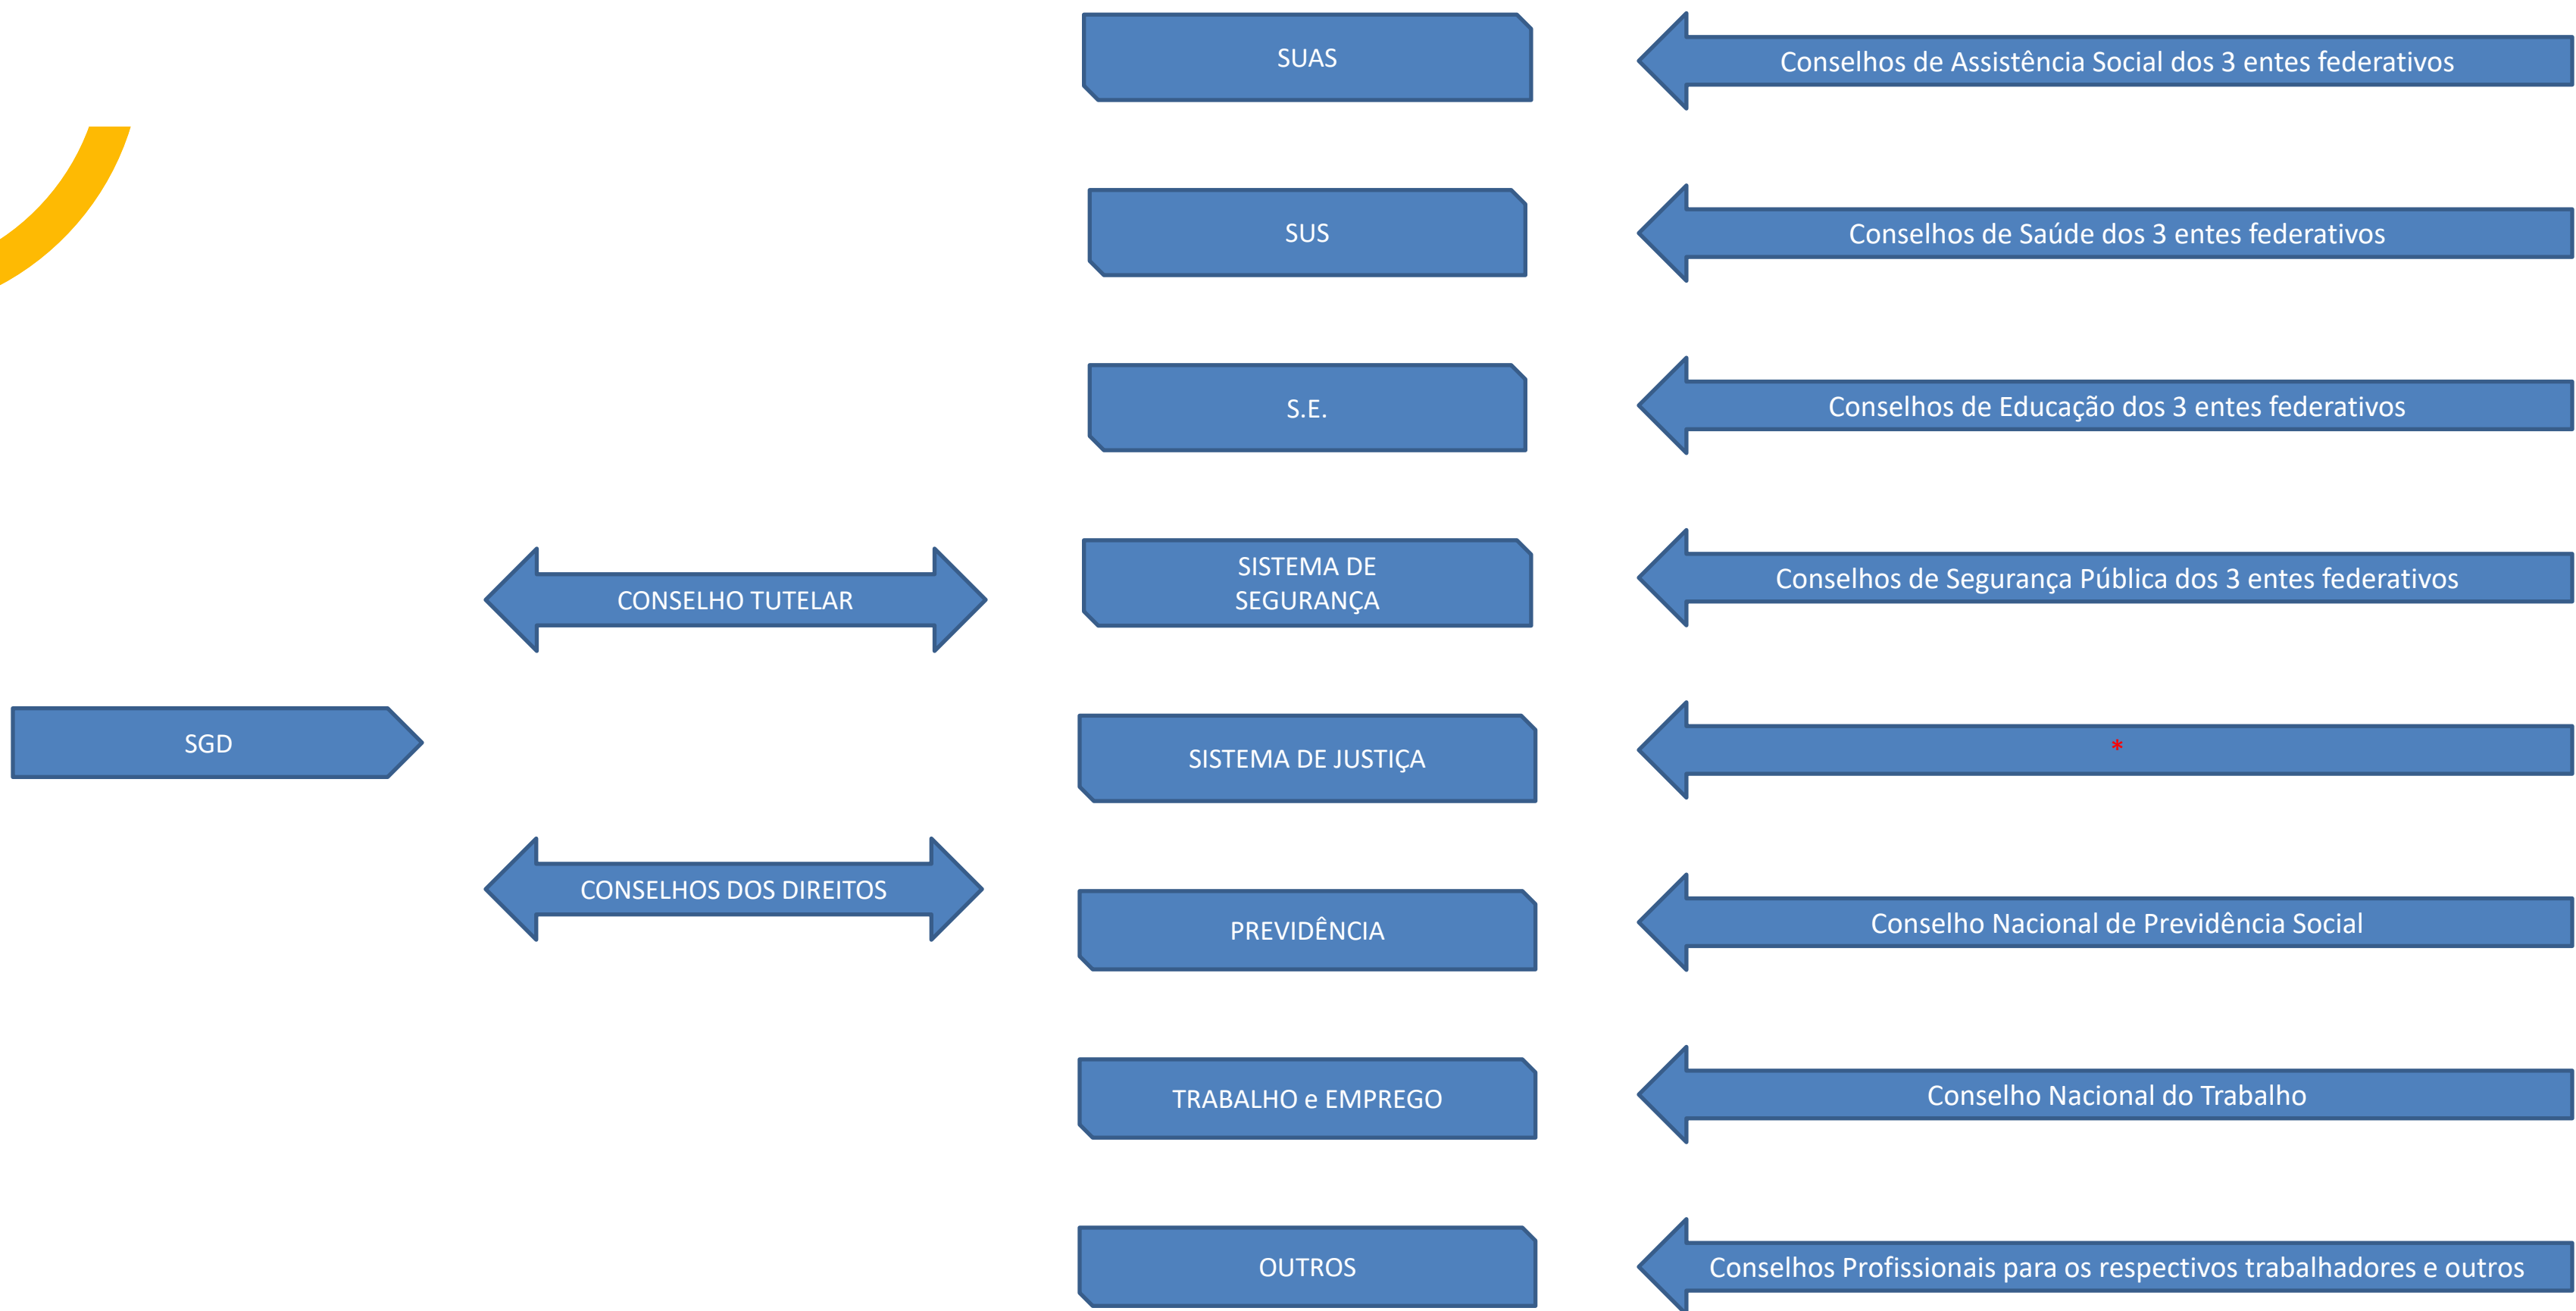 SUAS
Conselhos de Assistência Social dos 3 entes federativos
SUS
Conselhos de Saúde dos 3 entes federativos
S.E.
Conselhos de Educação dos 3 entes federativos
CONSELHO TUTELAR
SISTEMA DE
SEGURANÇA
Conselhos de Segurança Pública dos 3 entes federativos
SGD
SISTEMA DE JUSTIÇA
*
CONSELHOS DOS DIREITOS
PREVIDÊNCIA
Conselho Nacional de Previdência Social
TRABALHO e EMPREGO
Conselho Nacional do Trabalho
OUTROS
Conselhos Profissionais para os respectivos trabalhadores e outros